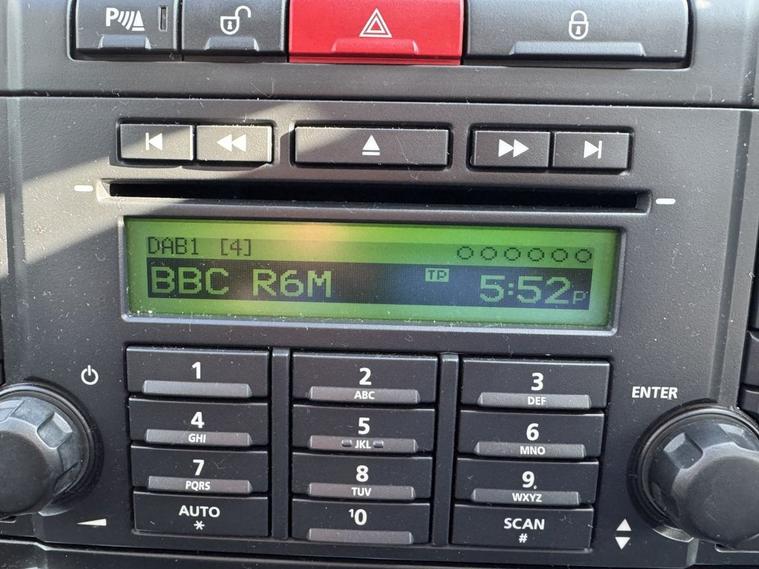 P
DAB1 [4]
BBC R6M TP 5:52P
1
2 ABC
3 DEF
ENTER
4 GHI
5 JKL
6 MNO
7 PQRS
8 TUV
9 WXYZ
AUTO *
10
SCAN #